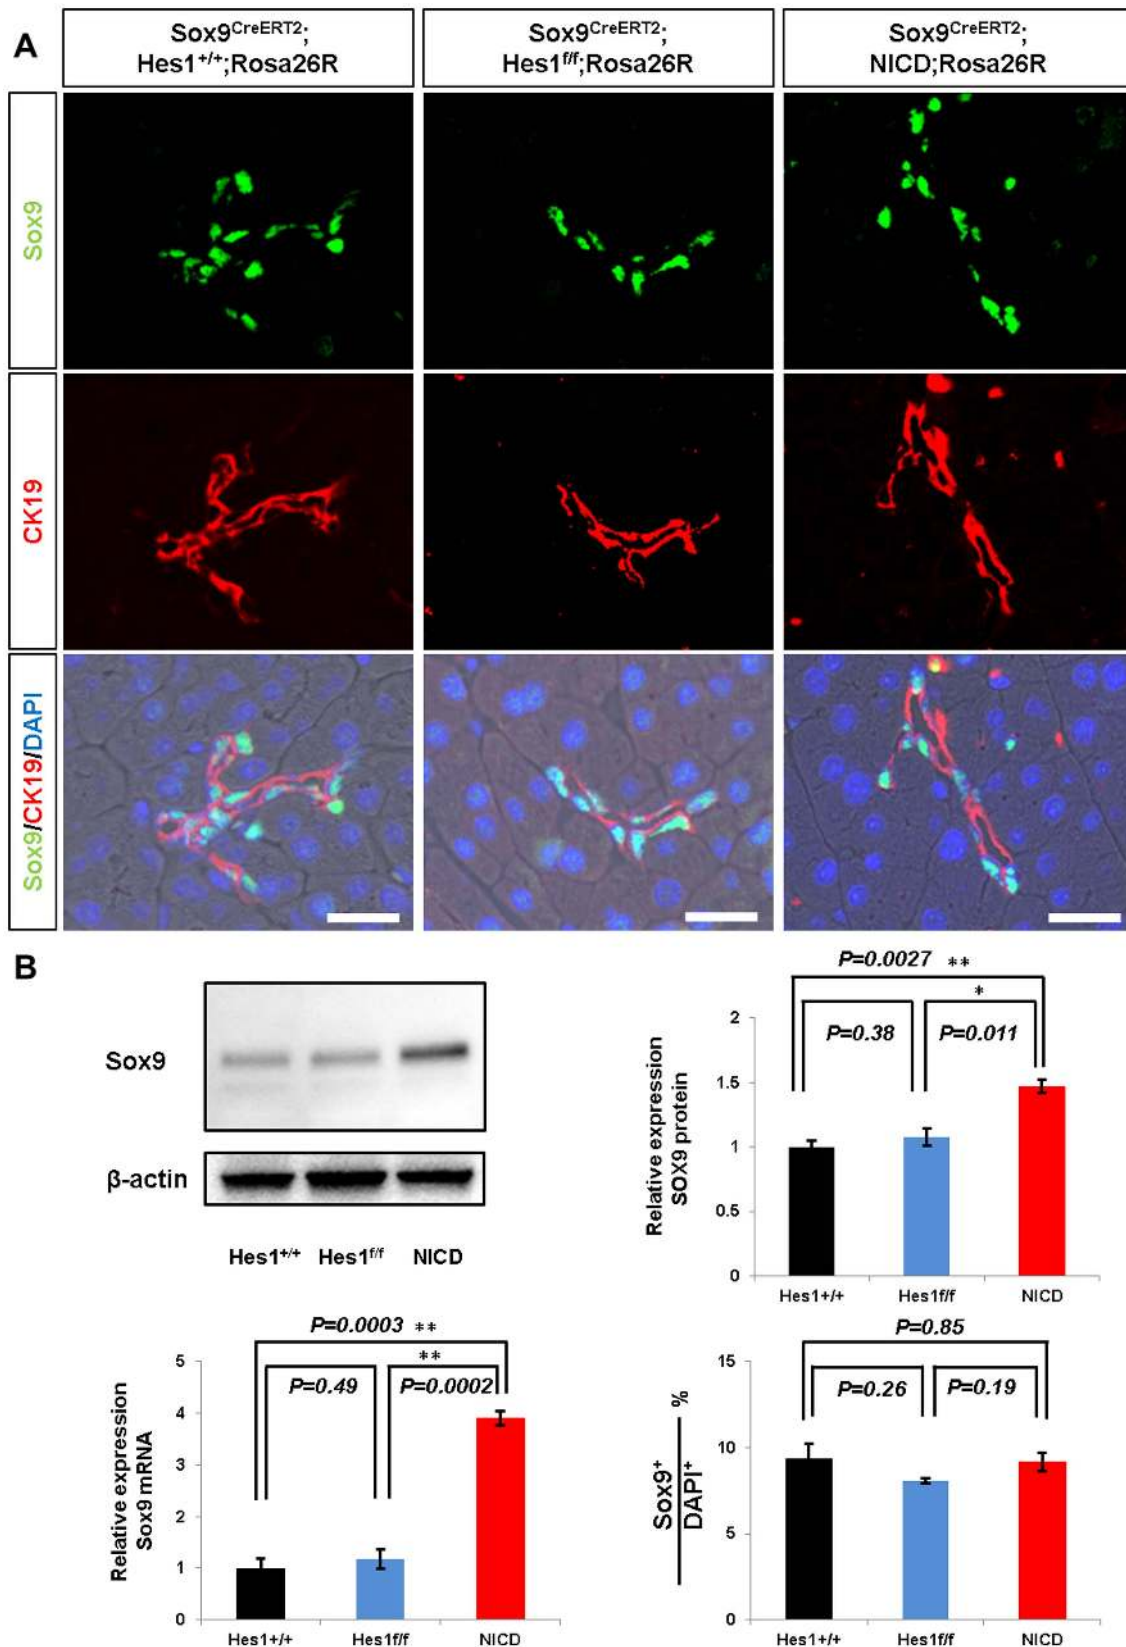 A
Sox9CreERT2;
Hes1+/+;Rosa26R
Sox9CreERT2;
Hes1f/f;Rosa26R
Sox9CreERT2;
NICD;Rosa26R
Sox9
CK19
Sox9/CK19/DAPI
B
Sox9
β-actin
Hes1+/+ Hes1f/f NICD
P=0.0027 **
*
P=0.38 P=0.011
Relative expression
SOX9 protein
2
1.5
1
0.5
0
Hes1+/+ Hes1f/f NICD
P=0.0003 **
**
P=0.49 P=0.0002
Relative expression
Sox9 mRNA
5
4
3
2
1
0
Hes1+/+ Hes1f/f NICD
P=0.85
P=0.26 P=0.19
%
Sox9+
DAPI+
15
10
5
0
Hes1+/+ Hes1f/f NICD